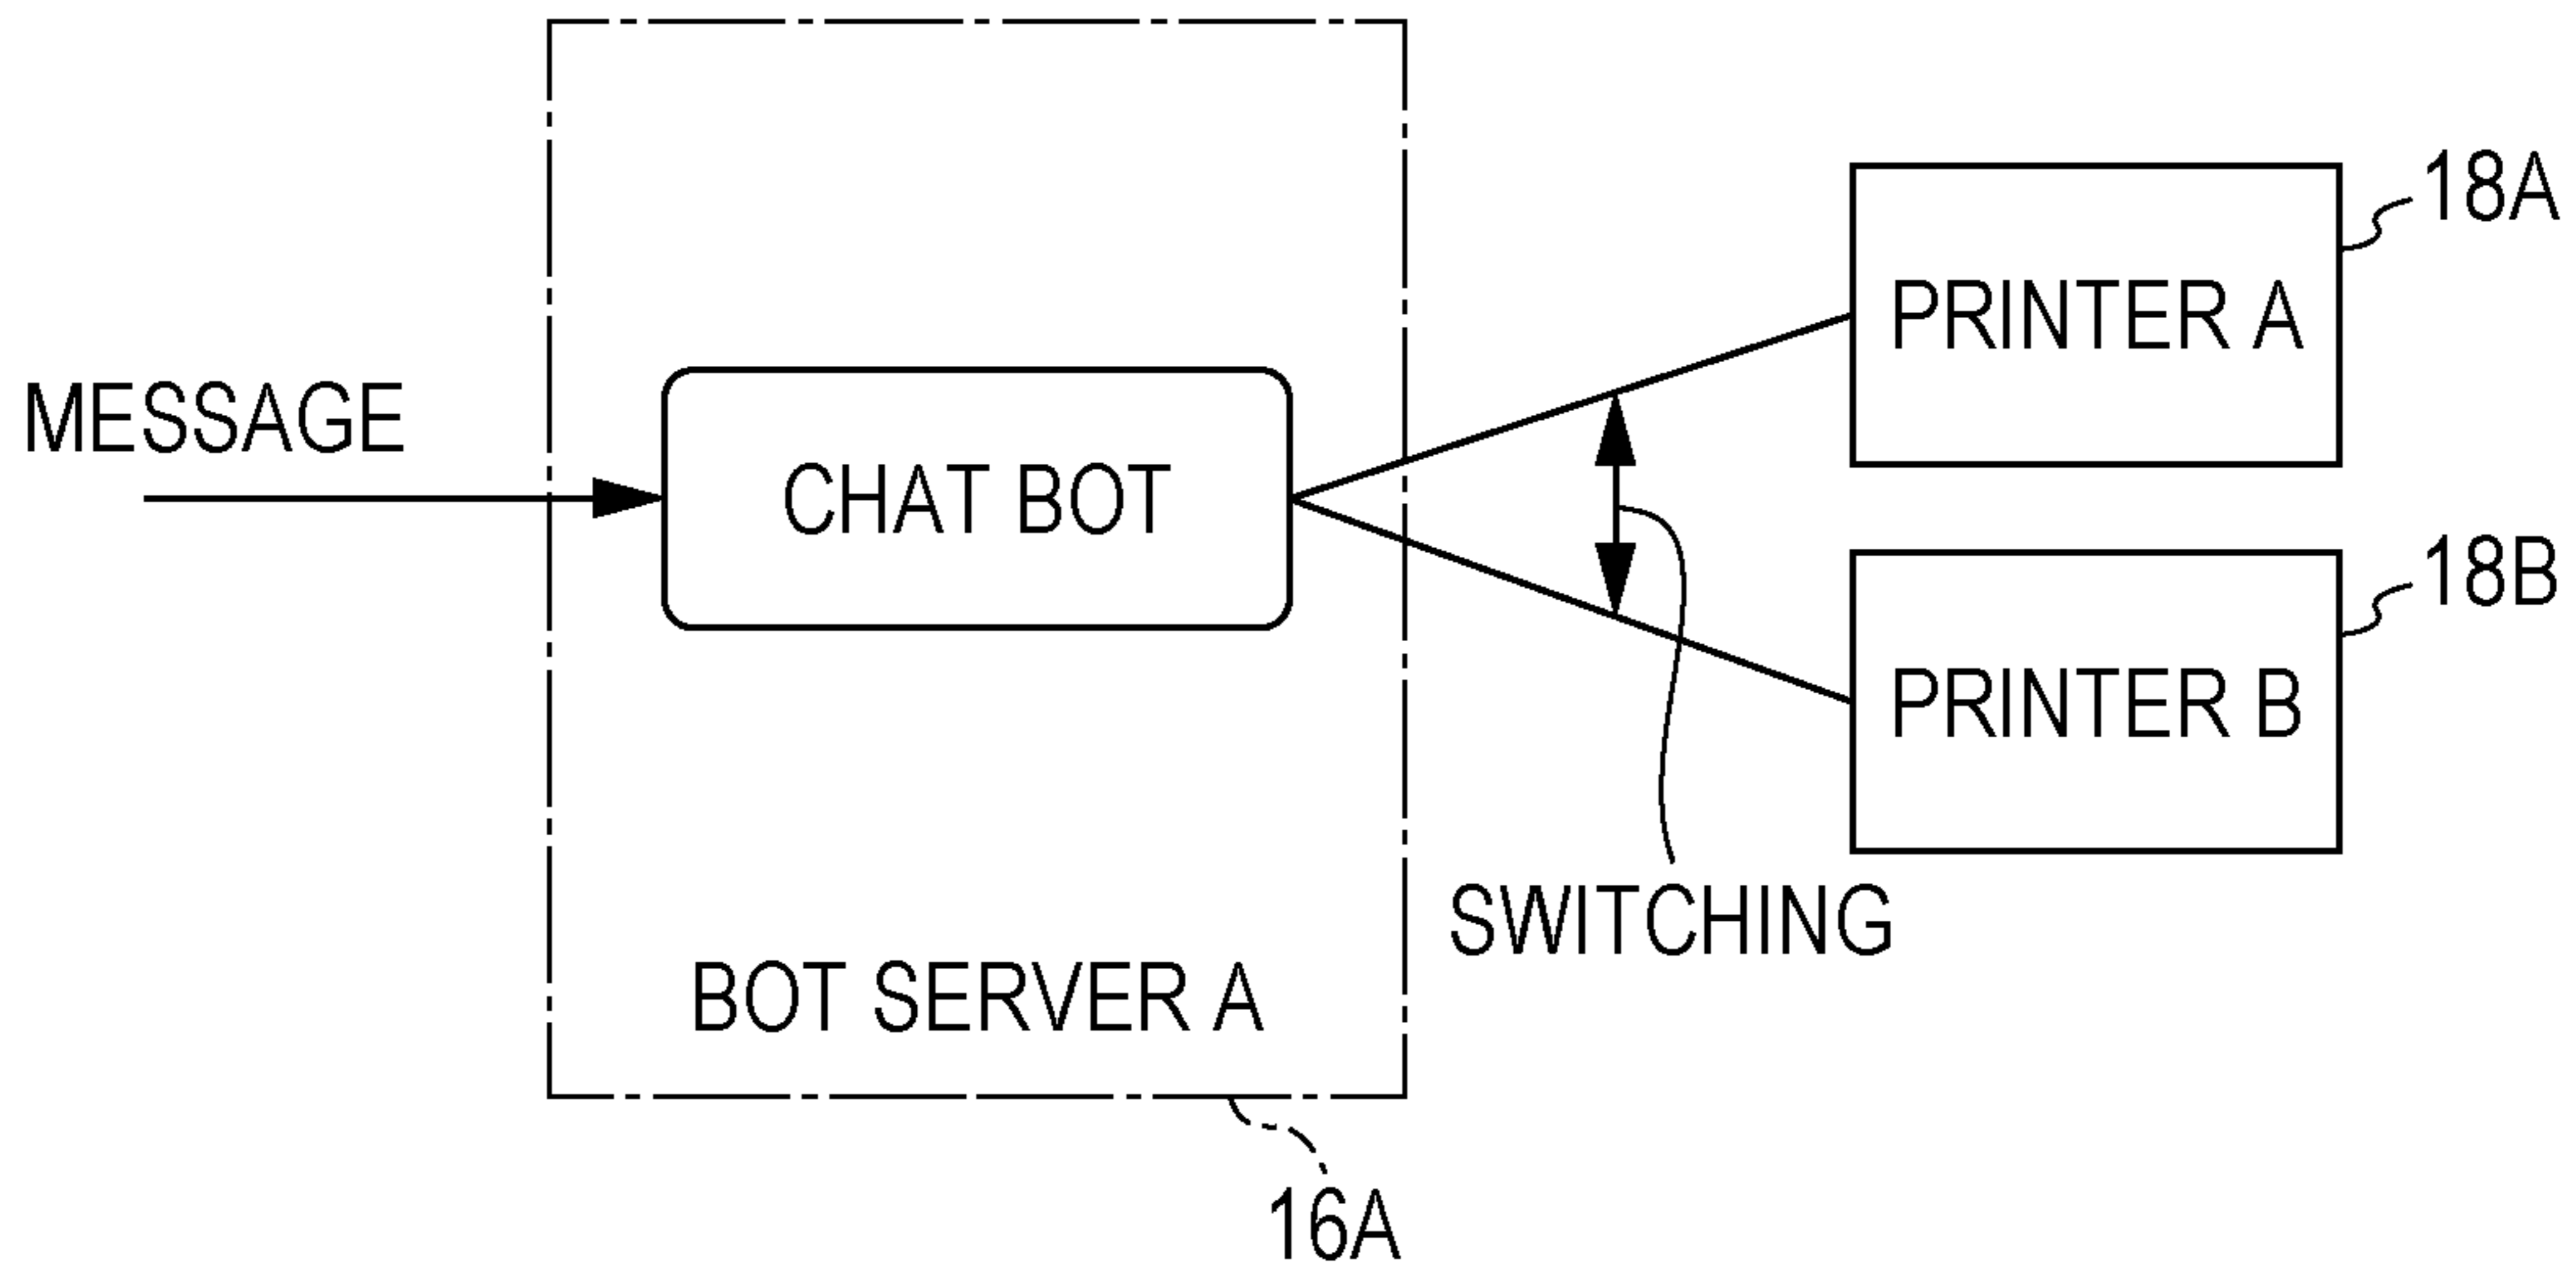 18A
PRINTER A
MESSAGE
CHAT BOT
18B
PRINTER B
SWITCHING
BOT SERVER A
16A